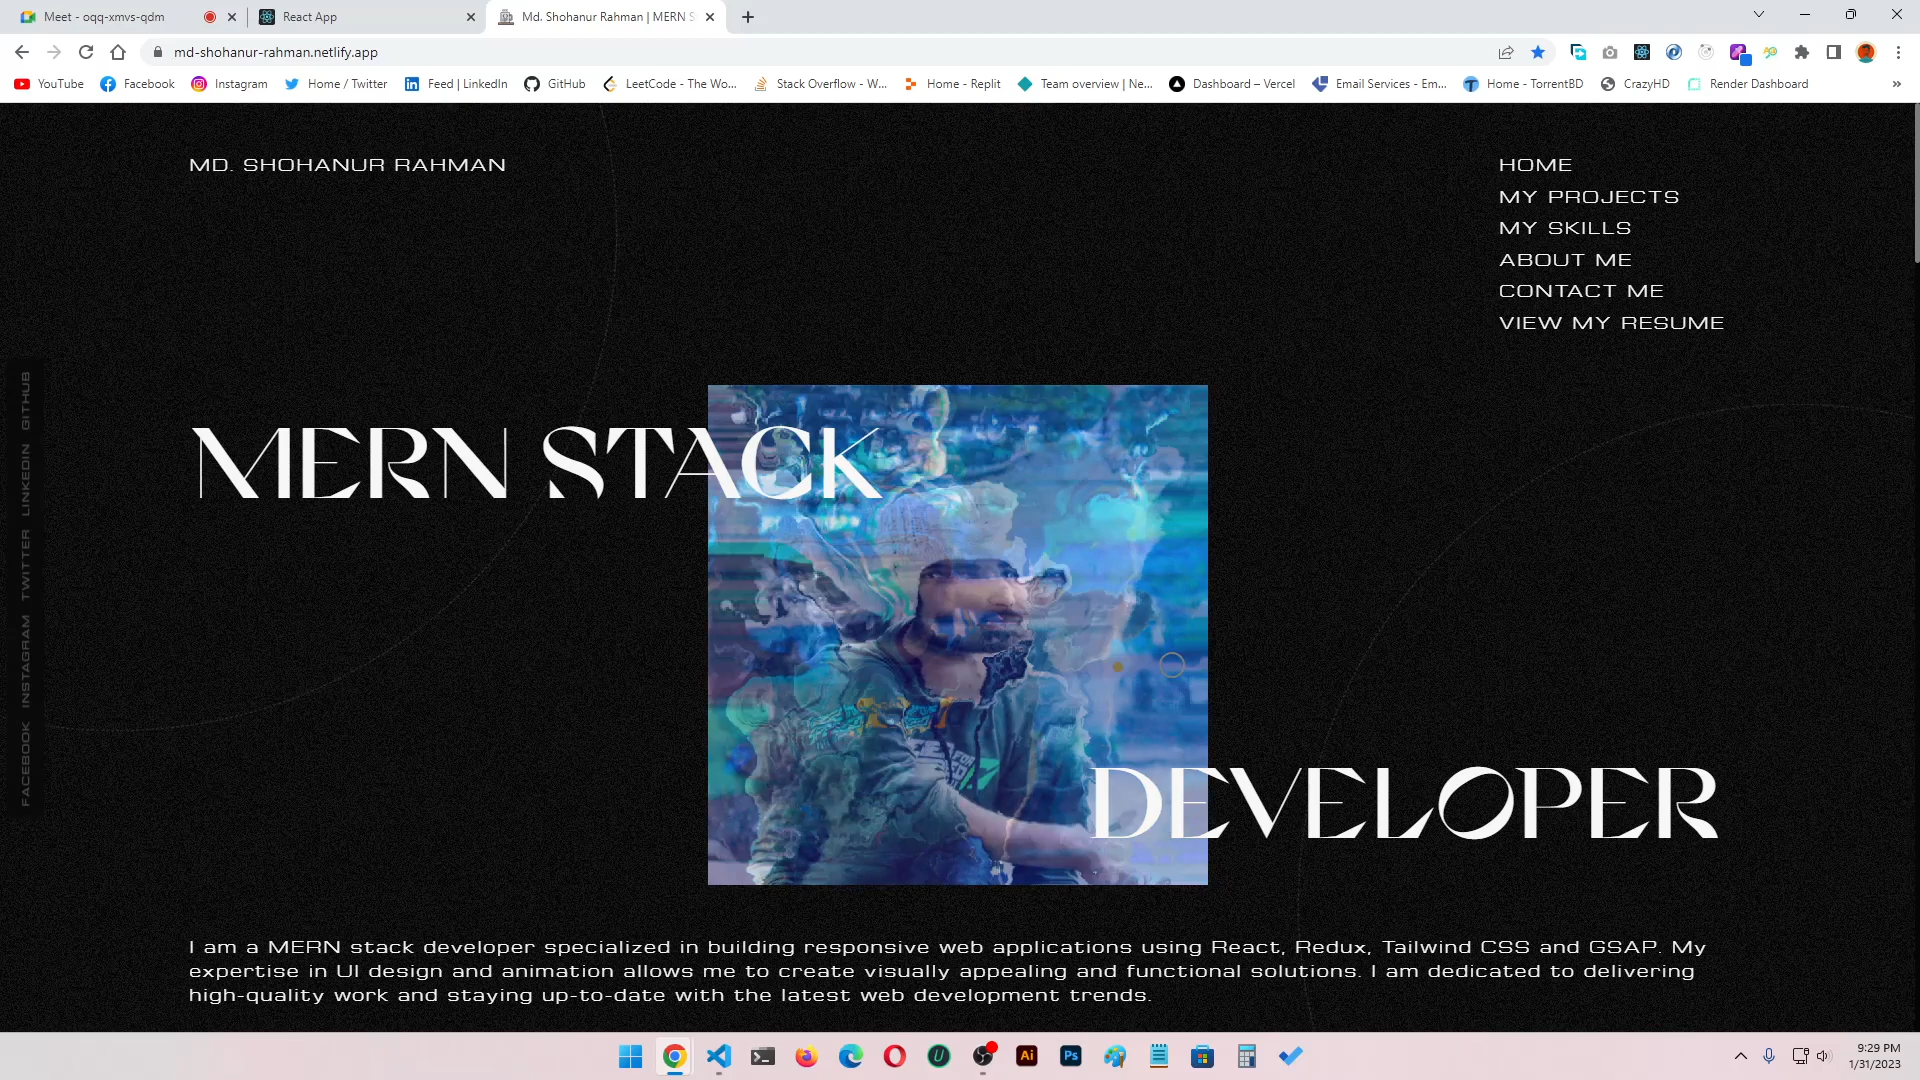 Meet - oqq-xmvs-qdm
React App
Md. Shohanur Rahman | MERN S
md-shohanur-rahman.netlify.app
YouTube
Facebook
Instagram
Home / Twitter
Feed | LinkedIn
GitHub
LeetCode - The Wo...
Stack Overflow - W...
Home - Replit
Team overview | Ne...
Dashboard – Vercel
Email Services - Em...
Home - TorrentBD
CrazyHD
Render Dashboard
»
MD. SHOHANUR RAHMAN
HOME
MY PROJECTS
MY SKILLS
ABOUT ME
CONTACT ME
VIEW MY RESUME
GITHUB
LINKEDIN
TWITTER
INSTAGRAM
FACEBOOK
MERN STACK
DEVELOPER
I am a MERN stack developer specialized in building responsive web applications using React, Redux, Tailwind CSS and GSAP. My
expertise in UI design and animation allows me to create visually appealing and functional solutions. I am dedicated to delivering
high-quality work and staying up-to-date with the latest web development trends.
Ai
Ps
9:29 PM
1/31/2023